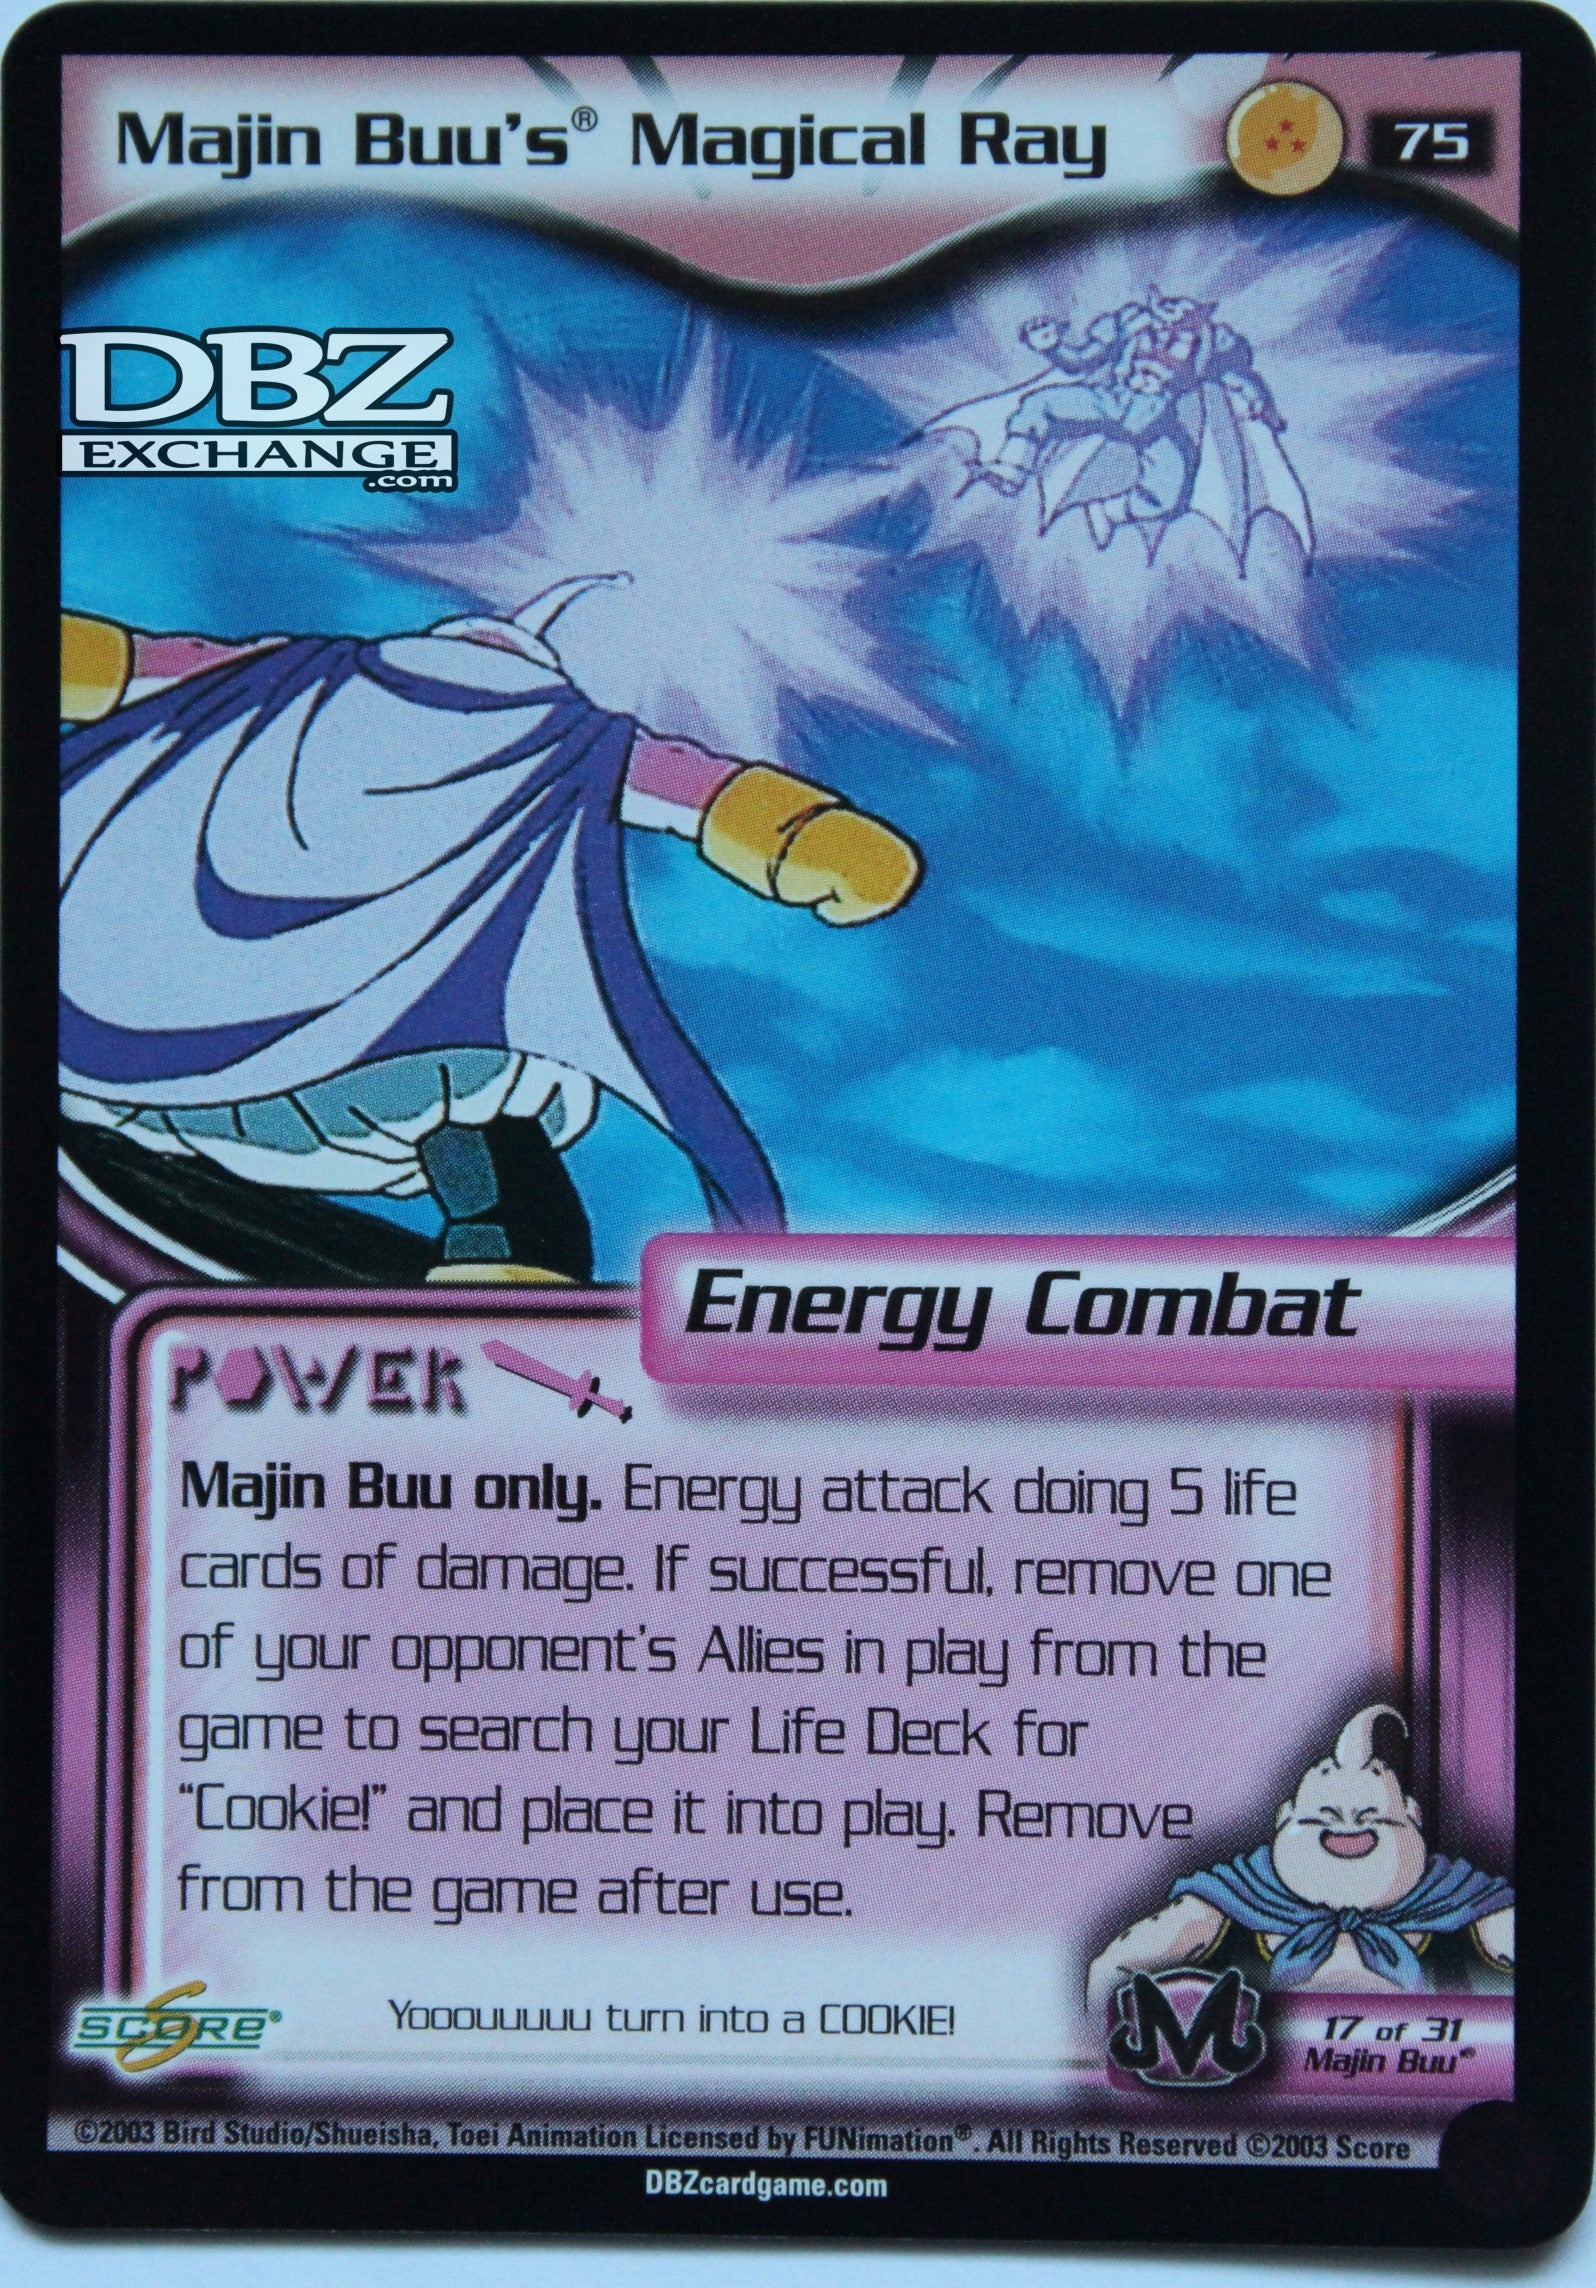 Majin Buu's® Magical Ray
75
DBZ
EXCHANGE
.com
Energy Combat
POWER
Majin Buu only. Energy attack doing 5 life
cards of damage. If successful, remove one
of your opponent's Allies in play from the
game to search your Life Deck for
“Cookie!” and place it into play. Remove
from the game after use.
SCORE®
Yooouuuuu turn into a COOKIE!
M
17 of 31
Majin Buu®
©2003 Bird Studio/Shueisha, Toei Animation Licensed by FUNimation®. All Rights Reserved ©2003 Score
DBZcardgame.com